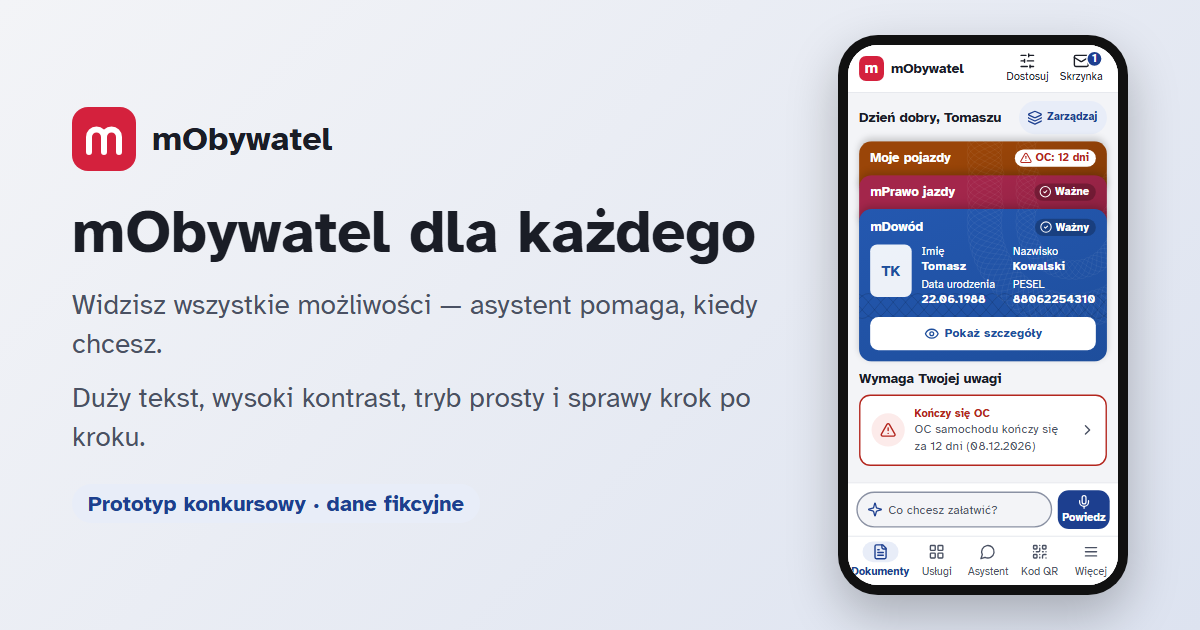 m
mObywatel
mObywatel dla każdego
Widzisz wszystkie możliwości — asystent pomaga, kiedy
chcesz.
Duży tekst, wysoki kontrast, tryb prosty i sprawy krok po
kroku.
Prototyp konkursowy · dane fikcyjne
m
mObywatel
Dostosuj
1
Skrzynka
Dzień dobry, Tomaszu
Zarządzaj
Moje pojazdy
OC: 12 dni
mPrawo jazdy
Ważne
mDowód
Ważny
TK
Imię
Nazwisko
Tomasz
Kowalski
Data urodzenia
PESEL
22.06.1988
88062254310
Pokaż szczegóły
Wymaga Twojej uwagi
Kończy się OC
OC samochodu kończy się
za 12 dni (08.12.2026)
Co chcesz załatwić?
Powiedz
Dokumenty
Usługi
Asystent
Kod QR
Więcej